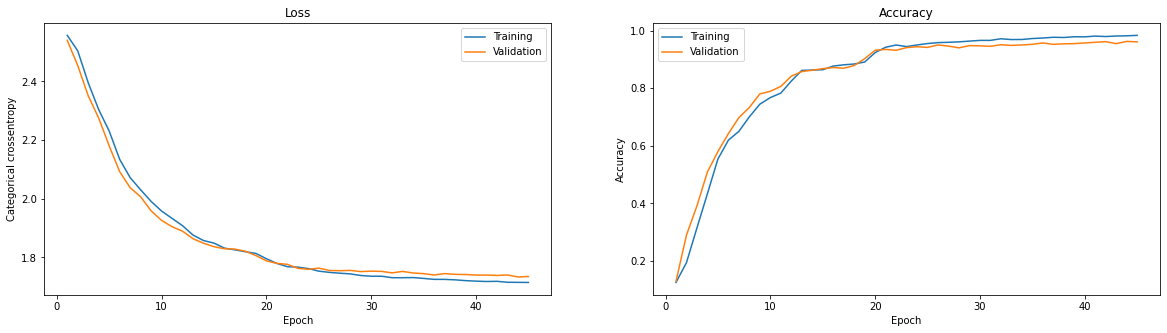 Loss
Training
Validation
2.4
2.2
2.0
1.8
Categorical crossentropy
0
10
20
30
40
Epoch
Accuracy
Training
Validation
1.0
0.8
0.6
0.4
0.2
Accuracy
0
10
20
30
40
Epoch